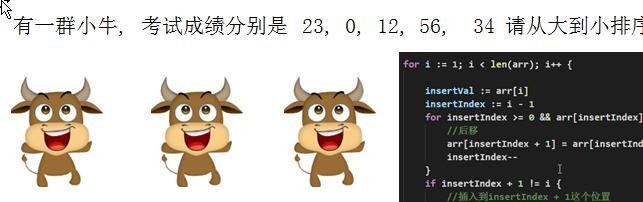 有一群小牛, 考试成绩分别是 23, 0, 12, 56, 34 请从大到小排序
for i := 1; i < len(arr); i++ {
insertVal := arr[i]
insertIndex := i - 1
for insertIndex >= 0 && arr[insertIndex]
//后移
arr[insertIndex + 1] = arr[insertInd
insertIndex--
}
if insertIndex + 1 != i {
//插入到insertIndex + 1这个位置